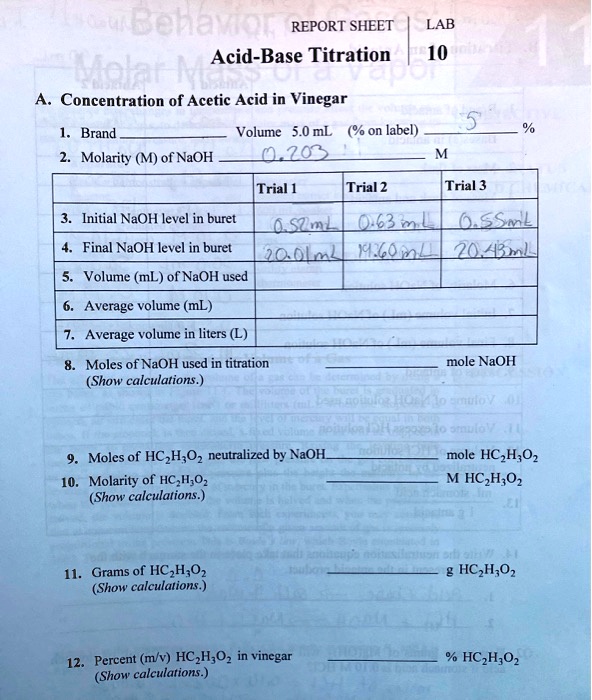 REPORT SHEET LAB
Acid-Base Titration 10
A. Concentration of Acetic Acid in Vinegar
1. Brand Volume 5.0 mL (% on label) 5 %
2. Molarity (M) of NaOH 0.203 M
Trial 1 Trial 2 Trial 3
3. Initial NaOH level in buret 0.52mL 0.63mL 0.55mL
4. Final NaOH level in buret 20.01mL 19.60mL 20.43mL
5. Volume (mL) of NaOH used
6. Average volume (mL)
7. Average volume in liters (L)
8. Moles of NaOH used in titration mole NaOH
(Show calculations.)
9. Moles of HC₂H₃O₂ neutralized by NaOH mole HC₂H₃O₂
10. Molarity of HC₂H₃O₂ M HC₂H₃O₂
(Show calculations.)
11. Grams of HC₂H₃O₂ g HC₂H₃O₂
(Show calculations.)
12. Percent (m/v) HC₂H₃O₂ in vinegar % HC₂H₃O₂
(Show calculations.)